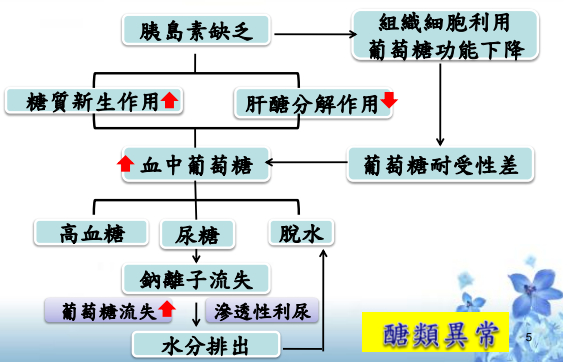 胰島素缺乏
組織細胞利用
葡萄糖功能下降
糖質新生作用
肝醣分解作用
血中葡萄糖
葡萄糖耐受性差
高血糖
尿糖
脫水
鈉離子流失
葡萄糖流失
滲透性利尿
水分排出
醣類異常
5